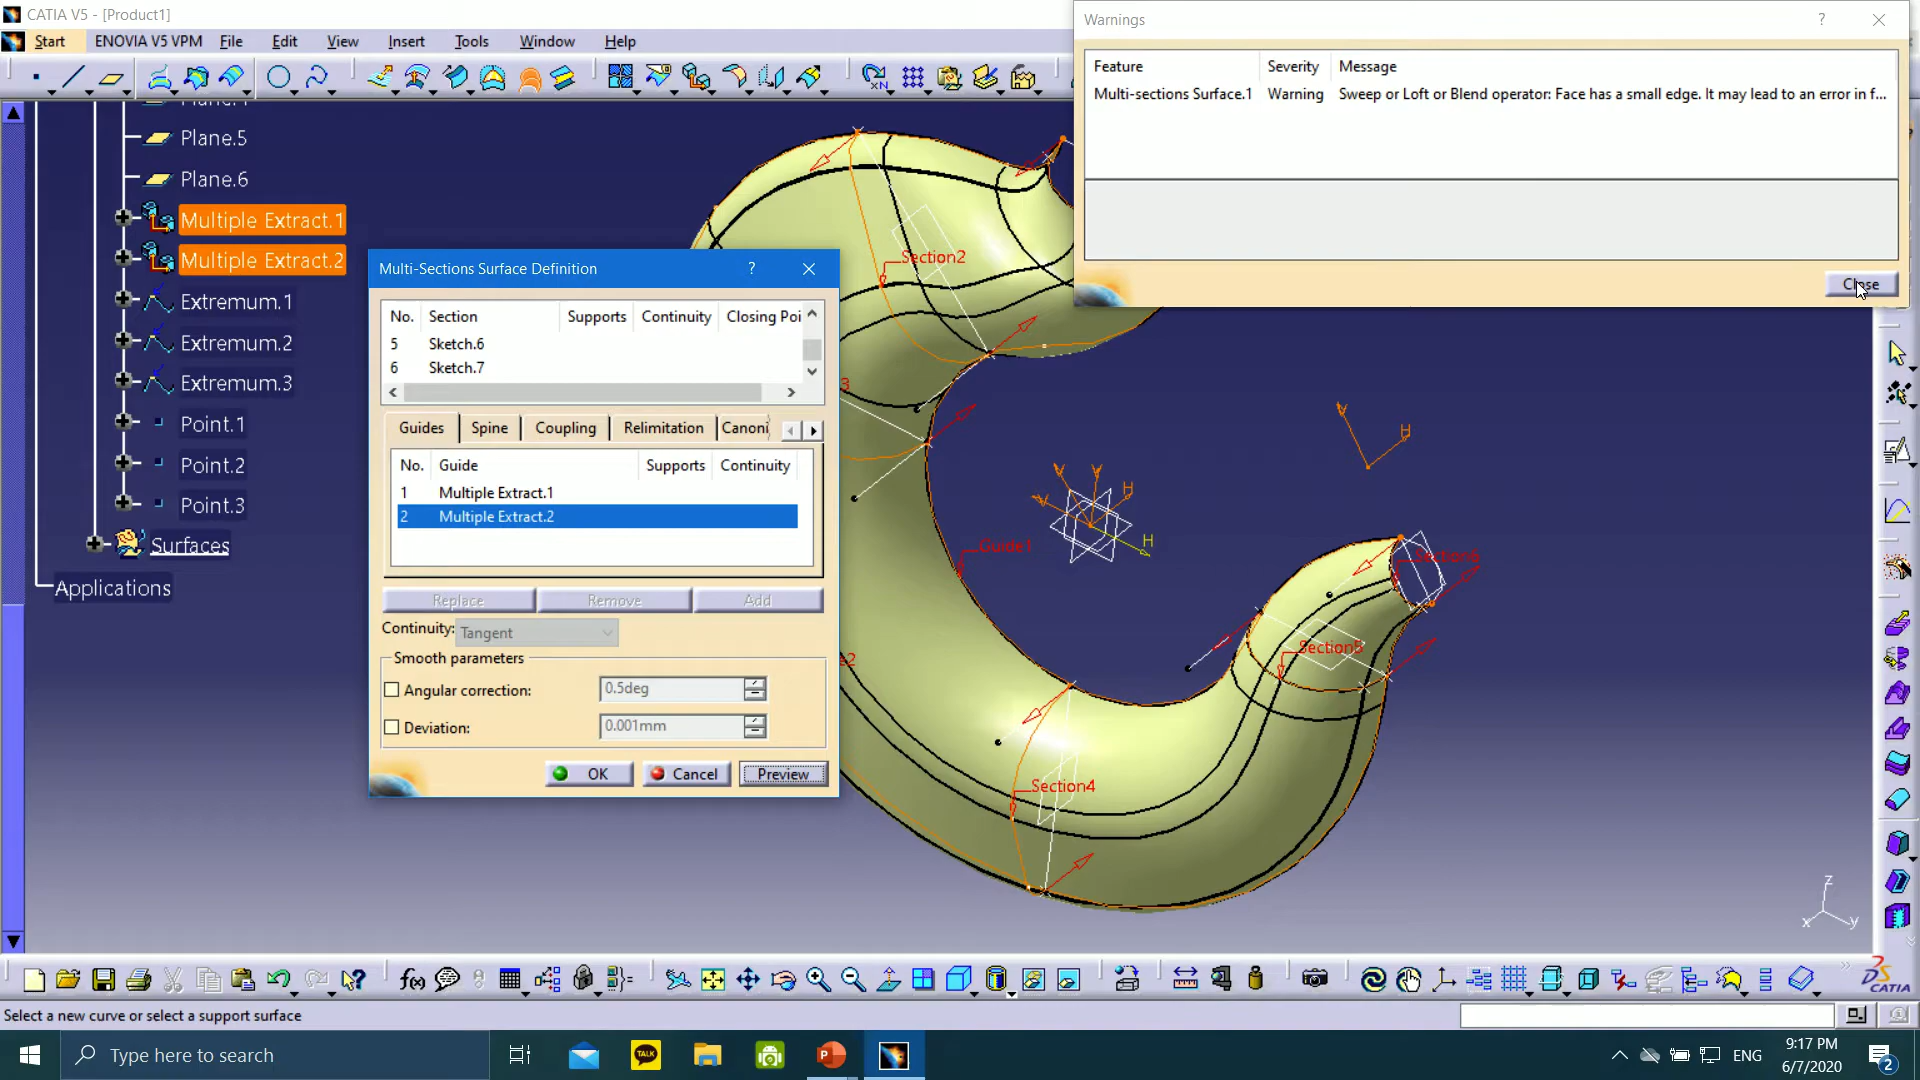 CATIA V5 - [Product1]
Start ENOVIA V5 VPM File Edit View Insert Tools Window Help
Plane.5
Plane.6
Multiple Extract.1
Multiple Extract.2
Extremum.1
Extremum.2
Extremum.3
Point.1
Point.2
Point.3
Surfaces
Applications
Multi-Sections Surface Definition ?
No. Section Supports Continuity Closing Poi
5 Sketch.6
6 Sketch.7
Guides Spine Coupling Relimitation Canoni
No. Guide Supports Continuity
1 Multiple Extract.1
2 Multiple Extract.2
Replace Remove Add
Continuity: Tangent
Smooth parameters
Angular correction: 0.5deg
Deviation: 0.001mm
OK Cancel Preview
Warnings ?
Feature Severity Message
Multi-sections Surface.1 Warning Sweep or Loft or Blend operator: Face has a small edge. It may lead to an error in f...
Close
Section2
3
Guide1
e2
Section4
Section5
Section6
V
H
V
V
V
H
H
z
x
y
f(x)
CATIA
Select a new curve or select a support surface
Type here to search
TALK
P
ENG
9:17 PM
6/7/2020
2